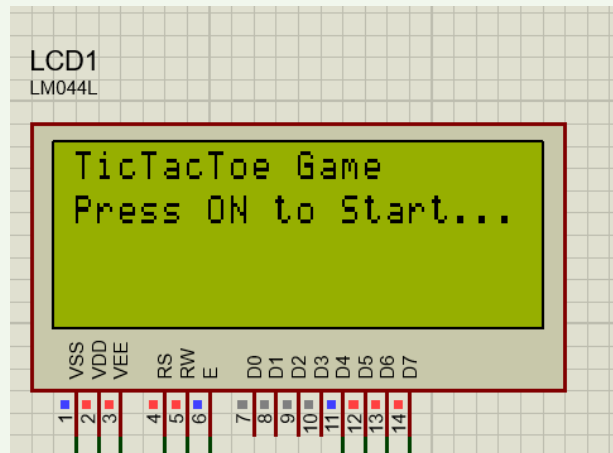 LCD1
LM044L
TicTacToe Game
Press ON to Start...
VSS VDD VEE RS RW E D0 D1 D2 D3 D4 D5 D6 D7
1 2 3 4 5 6 7 8 9 10 11 12 13 14